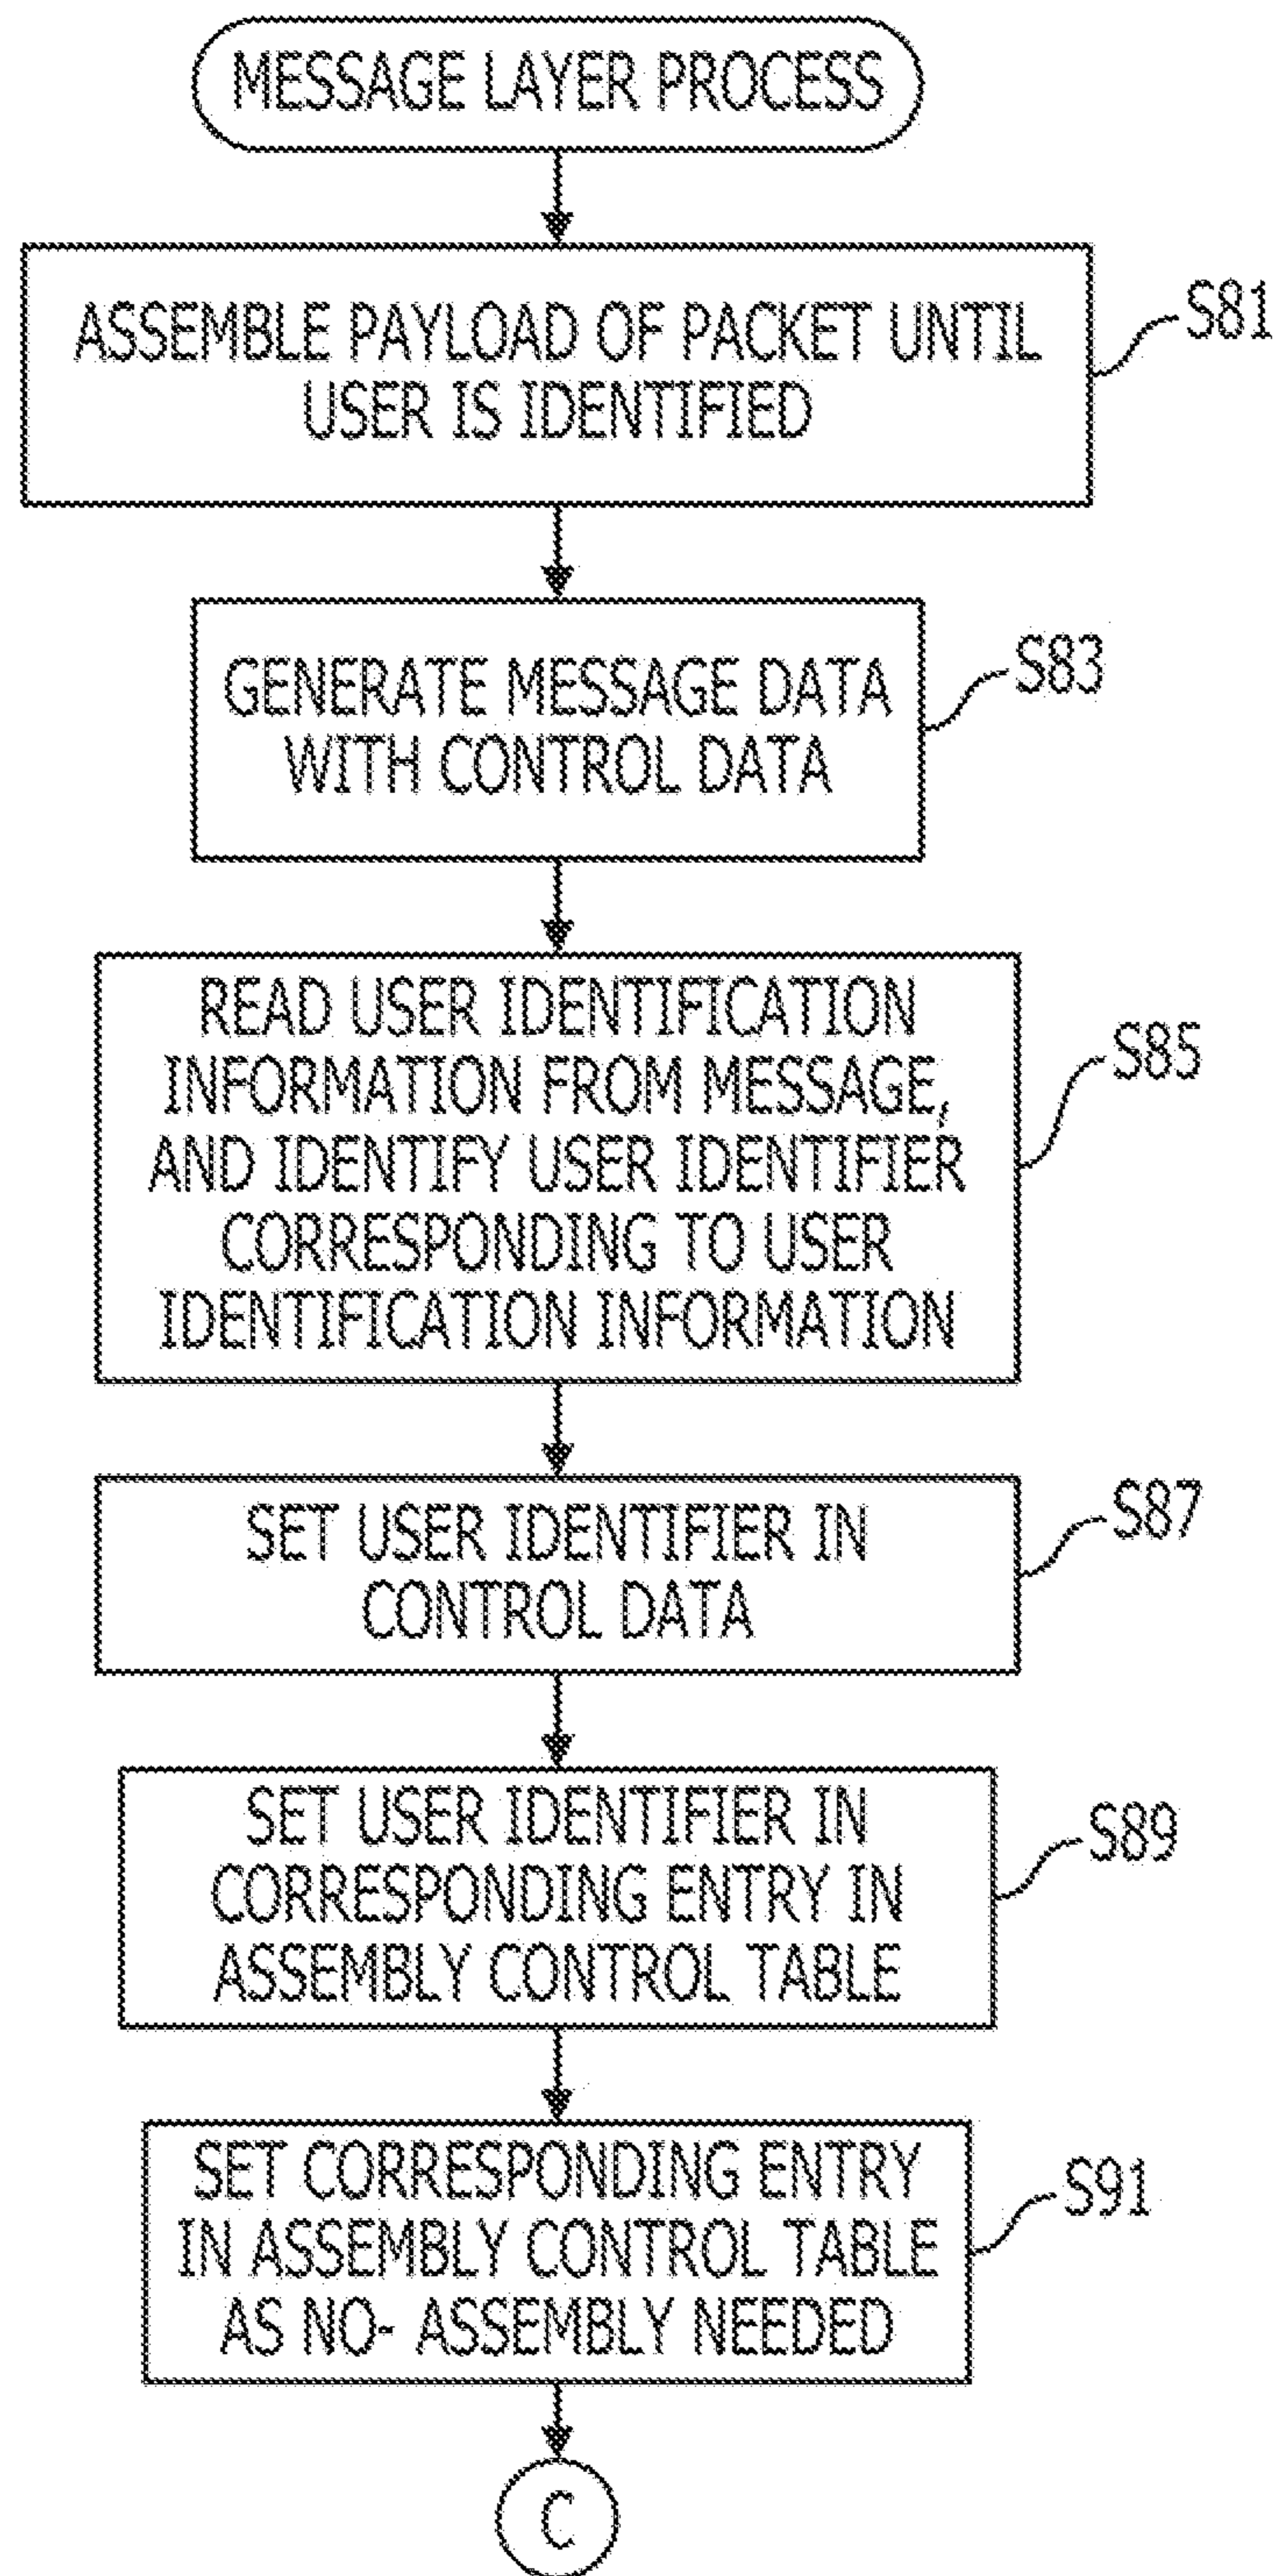 MESSAGE LAYER PROCESS
ASSEMBLE PAYLOAD OF PACKET UNTIL
USER IS IDENTIFIED
S81
GENERATE MESSAGE DATA
WITH CONTROL DATA
S83
READ USER IDENTIFICATION
INFORMATION FROM MESSAGE,
AND IDENTIFY USER IDENTIFIER
CORRESPONDING TO USER
IDENTIFICATION INFORMATION
S85
SET USER IDENTIFIER IN
CONTROL DATA
S87
SET USER IDENTIFIER IN
CORRESPONDING ENTRY IN
ASSEMBLY CONTROL TABLE
S89
SET CORRESPONDING ENTRY
IN ASSEMBLY CONTROL TABLE
AS NO- ASSEMBLY NEEDED
S91
C